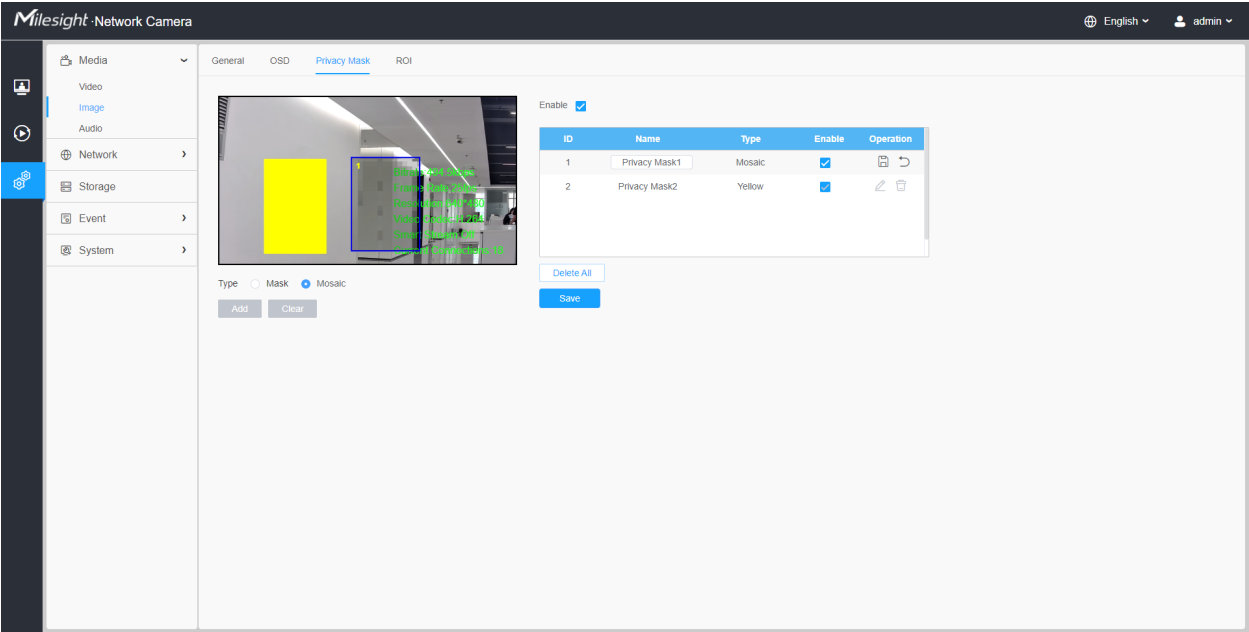 Milesight · Network Camera
English
admin
Media
Video
Image
Audio
Network
Storage
Event
System
General OSD Privacy Mask ROI
1
Type Mask Mosaic
Add Clear
Enable
ID Name Type Enable Operation
1 Privacy Mask1 Mosaic
2 Privacy Mask2 Yellow
Delete All
Save